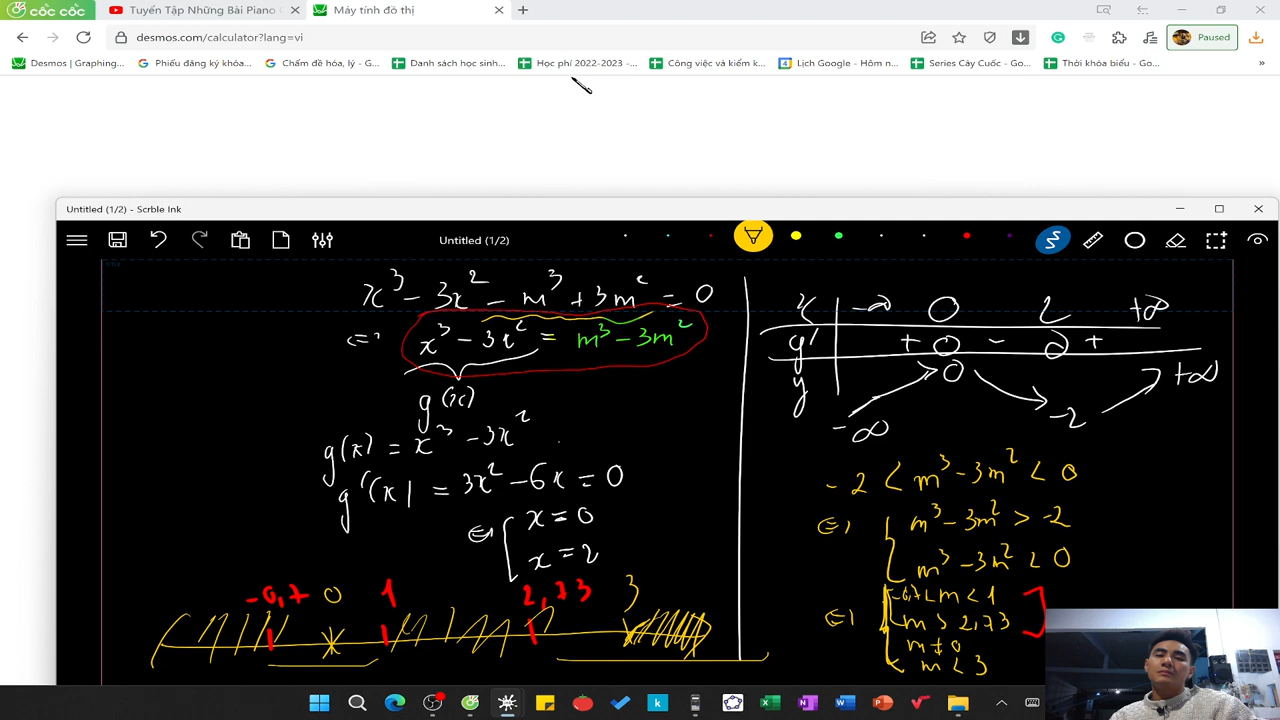 cốc cốc
Tuyển Tập Những Bài Piano
Máy tính đồ thị
desmos.com/calculator?lang=vi
Paused
Desmos | Graphing...
Phiếu đăng ký khóa...
Chấm đề hóa, lý - G...
Danh sách học sinh...
Học phí 2022-2023 -...
Công việc và kiểm k...
Lịch Google - Hôm n...
Series Cày Cuốc - Go...
Thời khóa biểu - Go...
»
Untitled (1/2) - Scrble Ink
Untitled (1/2)
x³ - 3x² - m³ + 3m² = 0
x³ - 3x² = m³ - 3m²
g(x)
g(x) = x³ - 3x²
g'(x) = 3x² - 6x = 0
⇔ [ x = 0
x = 2
-0,7 0 1 2,73 3
x -∞ 0 2 +∞
y' + 0 - 0 +
y -∞ 0 -2 +∞
-2 < m³ - 3m² < 0
⇔ { m³ - 3m² > -2
m³ - 3m² < 0
⇔ { -0,7 < m < 1
m > 2,73
m ≠ 0
m < 3